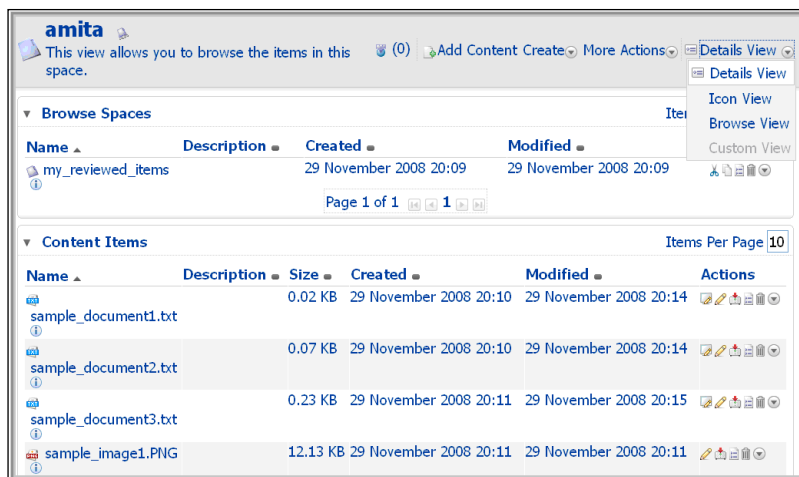 amita
This view allows you to browse the items in this
space.
(0) Add Content Create More Actions Details View
Details View
Icon View
Browse View
Custom View
Browse Spaces
Name Description Created Modified
my_reviewed_items 29 November 2008 20:09 29 November 2008 20:09
Page 1 of 1 1
Content Items Items Per Page 10
Name Description Size Created Modified Actions
0.02 KB 29 November 2008 20:10 29 November 2008 20:14
sample_document1.txt
0.07 KB 29 November 2008 20:10 29 November 2008 20:14
sample_document2.txt
0.23 KB 29 November 2008 20:11 29 November 2008 20:15
sample_document3.txt
sample_image1.PNG 12.13 KB 29 November 2008 20:11 29 November 2008 20:11